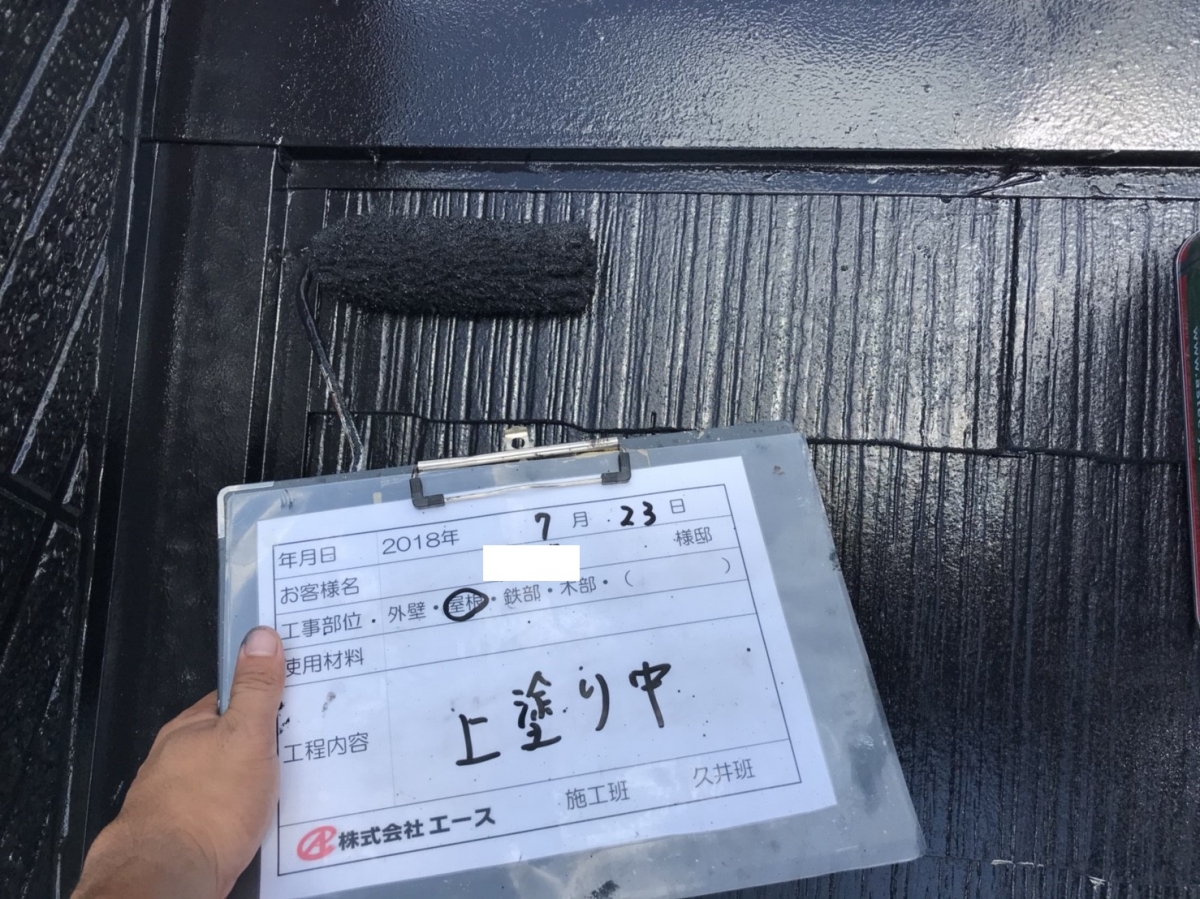 年月日 2018年 7月 23日
お客様名 様邸
工事部位・外壁・屋根・鉄部・木部・（ ）
使用材料
工程内容 上塗り中
施工班 久井班
株式会社エース